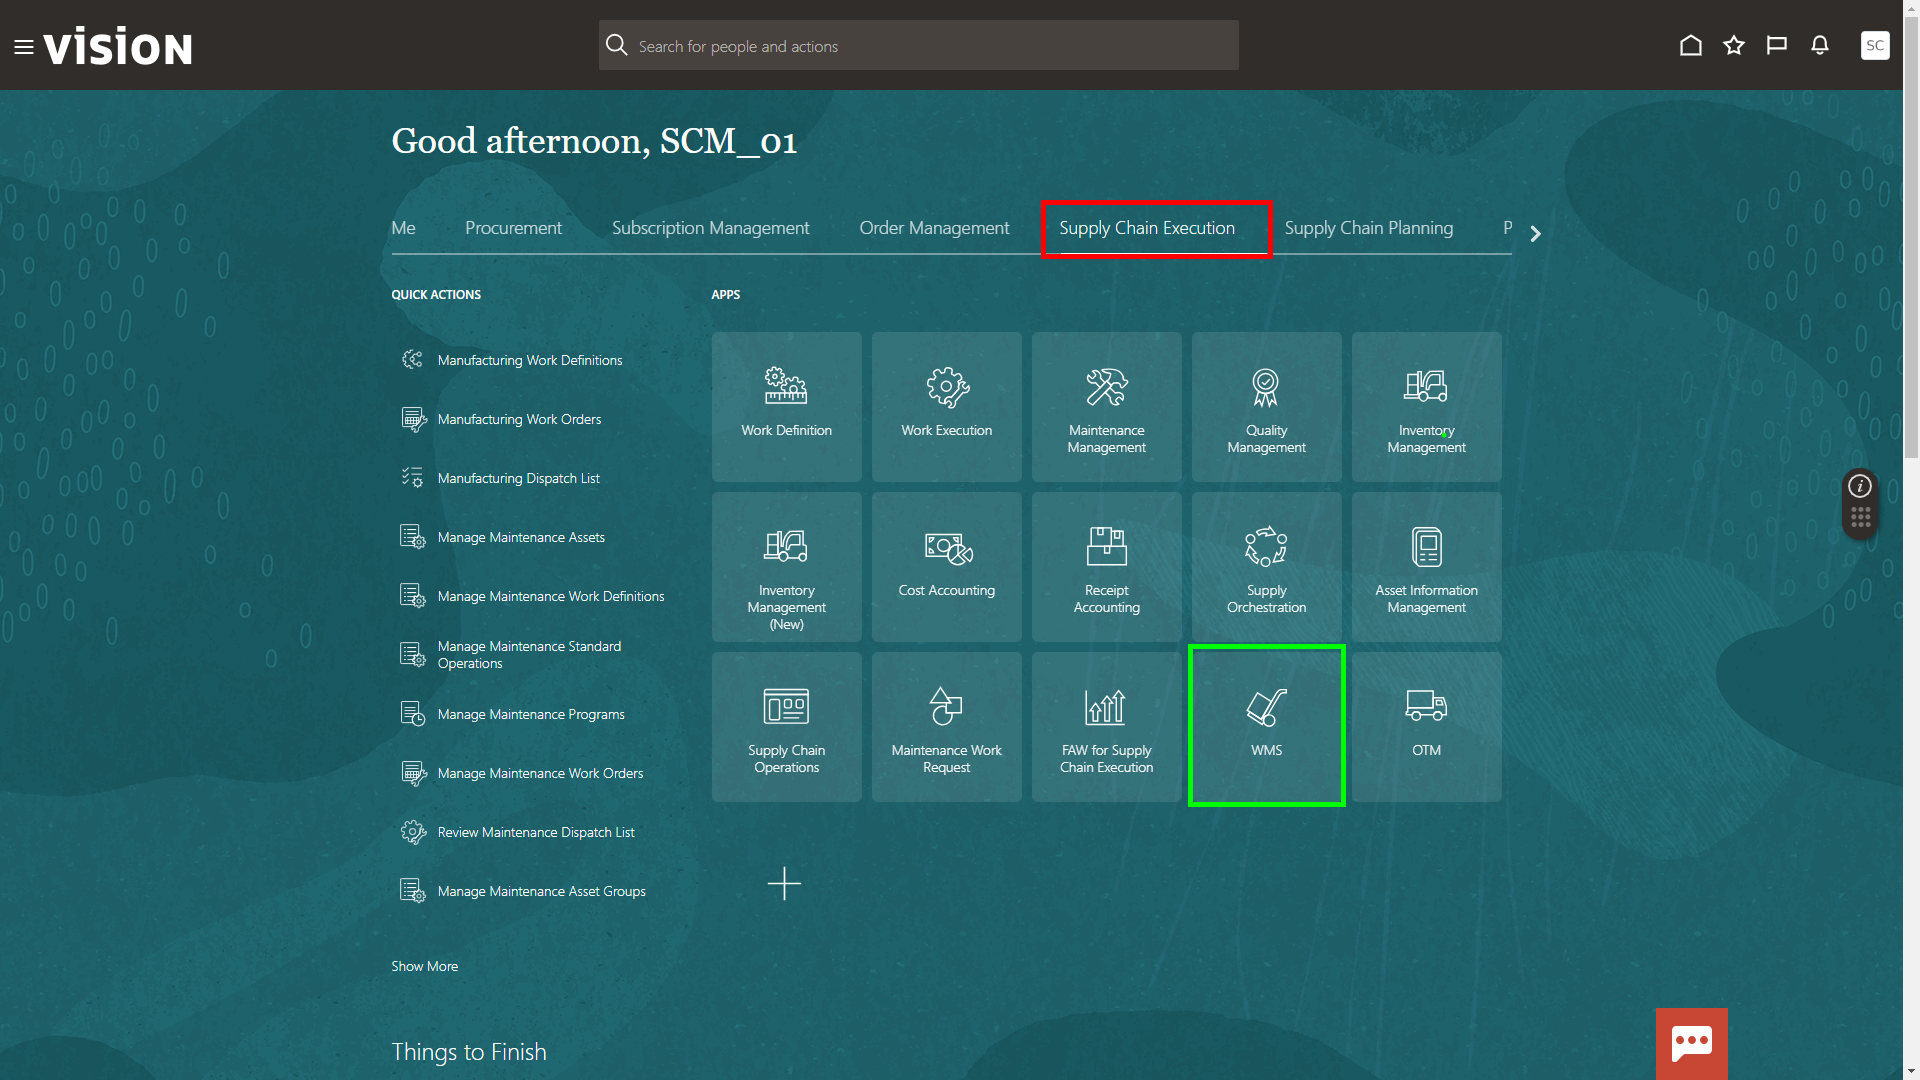 VISION
Search for people and actions
SC
Good afternoon, SCM_01
Me
Procurement
Subscription Management
Order Management
Supply Chain Execution
Supply Chain Planning
P
QUICK ACTIONS
Manufacturing Work Definitions
Manufacturing Work Orders
Manufacturing Dispatch List
Manage Maintenance Assets
Manage Maintenance Work Definitions
Manage Maintenance Standard
Operations
Manage Maintenance Programs
Manage Maintenance Work Orders
Review Maintenance Dispatch List
Manage Maintenance Asset Groups
Show More
APPS
Work Definition
Work Execution
Maintenance
Management
Quality
Management
Inventory
Management
Inventory
Management
(New)
Cost Accounting
Receipt
Accounting
Supply
Orchestration
Asset Information
Management
Supply Chain
Operations
Maintenance Work
Request
FAW for Supply
Chain Execution
WMS
OTM
Things to Finish